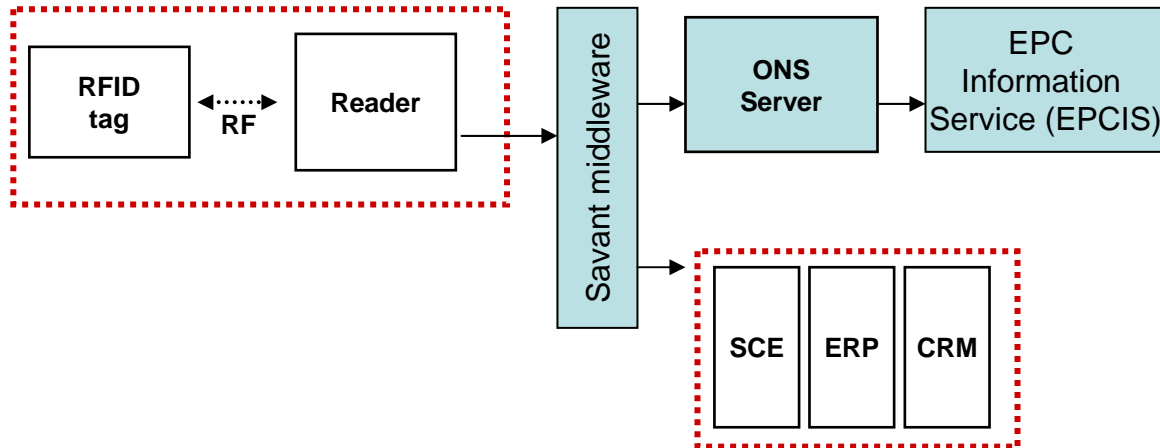 RFID
tag
RF
Reader
Savant middleware
ONS
Server
EPC
Information
Service (EPCIS)
SCE
ERP
CRM